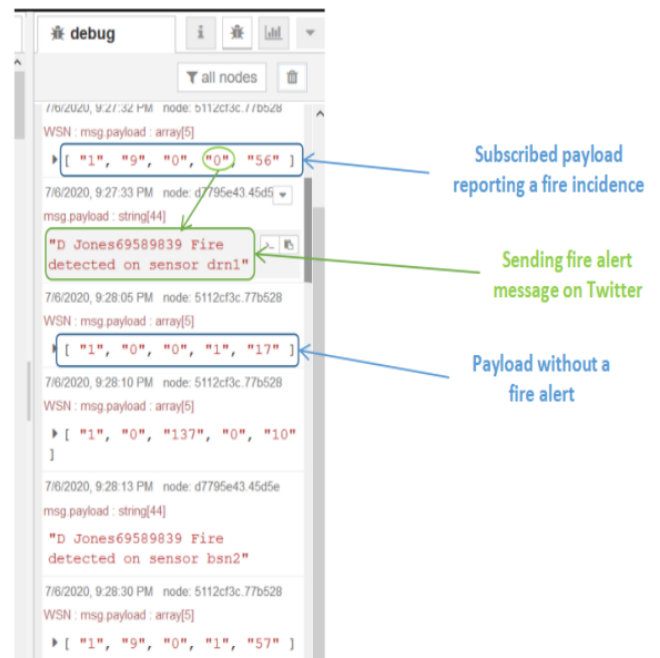 debug
i
all nodes
7/6/2020, 9:27:32 PM node: 5112cf3c.77b528
WSN : msg.payload : array[5]
[ "1", "9", "0", "0", "56" ]
7/6/2020, 9:27:33 PM node: d7795e43.45d5
msg.payload : string[44]
"D Jones69589839 Fire
detected on sensor drn1"
7/6/2020, 9:28:05 PM node: 5112cf3c.77b528
WSN : msg.payload : array[5]
[ "1", "0", "0", "1", "17" ]
7/6/2020, 9:28:10 PM node: 5112cf3c.77b528
WSN : msg.payload : array[5]
[ "1", "0", "137", "0", "10"
]
7/6/2020, 9:28:13 PM node: d7795e43.45d5e
msg.payload : string[44]
"D Jones69589839 Fire
detected on sensor bsn2"
7/6/2020, 9:28:30 PM node: 5112cf3c.77b528
WSN : msg.payload : array[5]
[ "1", "9", "0", "1", "57" ]
Subscribed payload
reporting a fire incidence
Sending fire alert
message on Twitter
Payload without a
fire alert